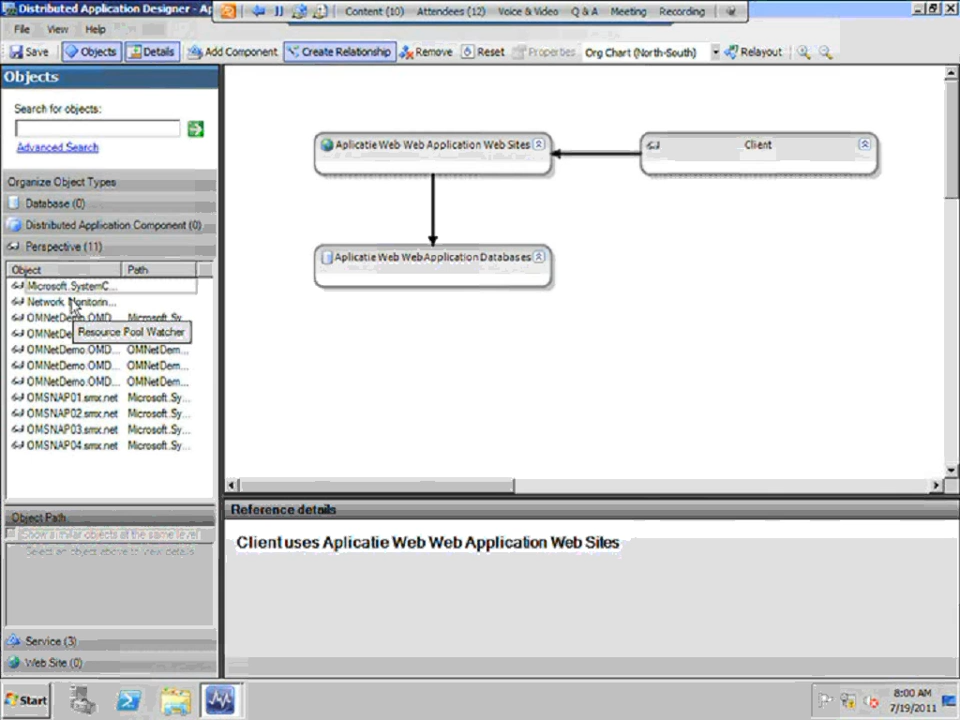 Distributed Application Designer - Ap
Content (10) Attendees (12) Voice & Video Q & A Meeting Recording
File View Help
Save Objects Details Add Component Create Relationship Remove Reset Properties Org Chart (North-South) Relayout
Objects
Search for objects:
Advanced Search
Organize Object Types
Database (0)
Distributed Application Component (0)
Perspective (11)
Object Path
Microsoft.SystemC...
Network Monitorin...
OMNetDemo.OMD... Microsoft.Sy...
Resource Pool Watcher
OMNetDe
OMNetDemo.OMD... OMNetDem...
OMNetDemo.OMD... OMNetDem...
OMNetDemo.OMD... OMNetDem...
OMSNAP01.smx.net Microsoft.Sy...
OMSNAP02.smx.net Microsoft.Sy...
OMSNAP03.smx.net Microsoft.Sy...
OMSNAP04.smx.net Microsoft.Sy...
Object Path
Show similar objects at the same level
Select an object above to view details
Service (3)
Web Site (0)
Aplicatie Web Web Application Web Sites
Client
Aplicatie Web Web Application Databases
Reference details
Client uses Aplicatie Web Web Application Web Sites
Start
8:00 AM
7/19/2011